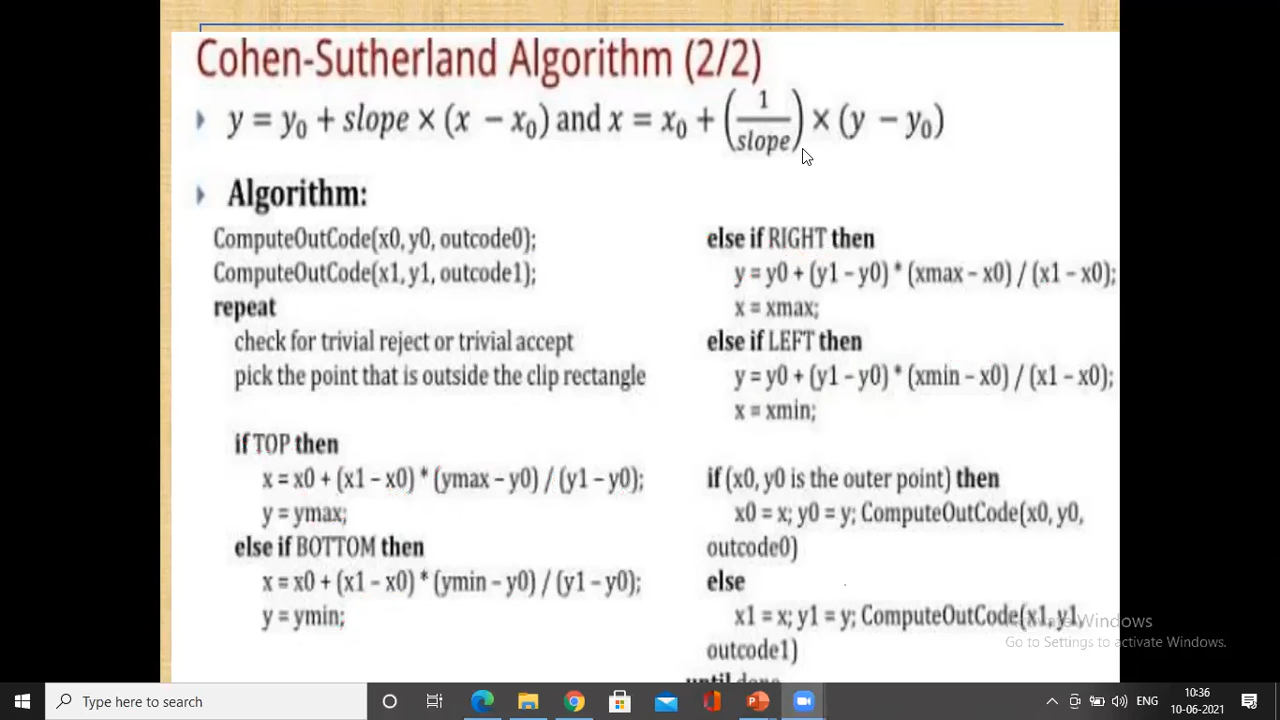 Cohen-Sutherland Algorithm (2/2)
y = y₀ + slope × (x − x₀) and x = x₀ + (1/slope) × (y − y₀)
Algorithm:
ComputeOutCode(x0, y0, outcode0);
ComputeOutCode(x1, y1, outcode1);
repeat
check for trivial reject or trivial accept
pick the point that is outside the clip rectangle
if TOP then
x = x0 + (x1 – x0) * (ymax – y0) / (y1 – y0);
y = ymax;
else if BOTTOM then
x = x0 + (x1 – x0) * (ymin – y0) / (y1 – y0);
y = ymin;
else if RIGHT then
y = y0 + (y1 – y0) * (xmax – x0) / (x1 – x0);
x = xmax;
else if LEFT then
y = y0 + (y1 – y0) * (xmin – x0) / (x1 – x0);
x = xmin;
if (x0, y0 is the outer point) then
x0 = x; y0 = y; ComputeOutCode(x0, y0,
outcode0)
else
x1 = x; y1 = y; ComputeOutCode(x1, y1,
outcode1)
until done
Activate Windows
Go to Settings to activate Windows.
Type here to search
ENG
10:36
10-06-2021